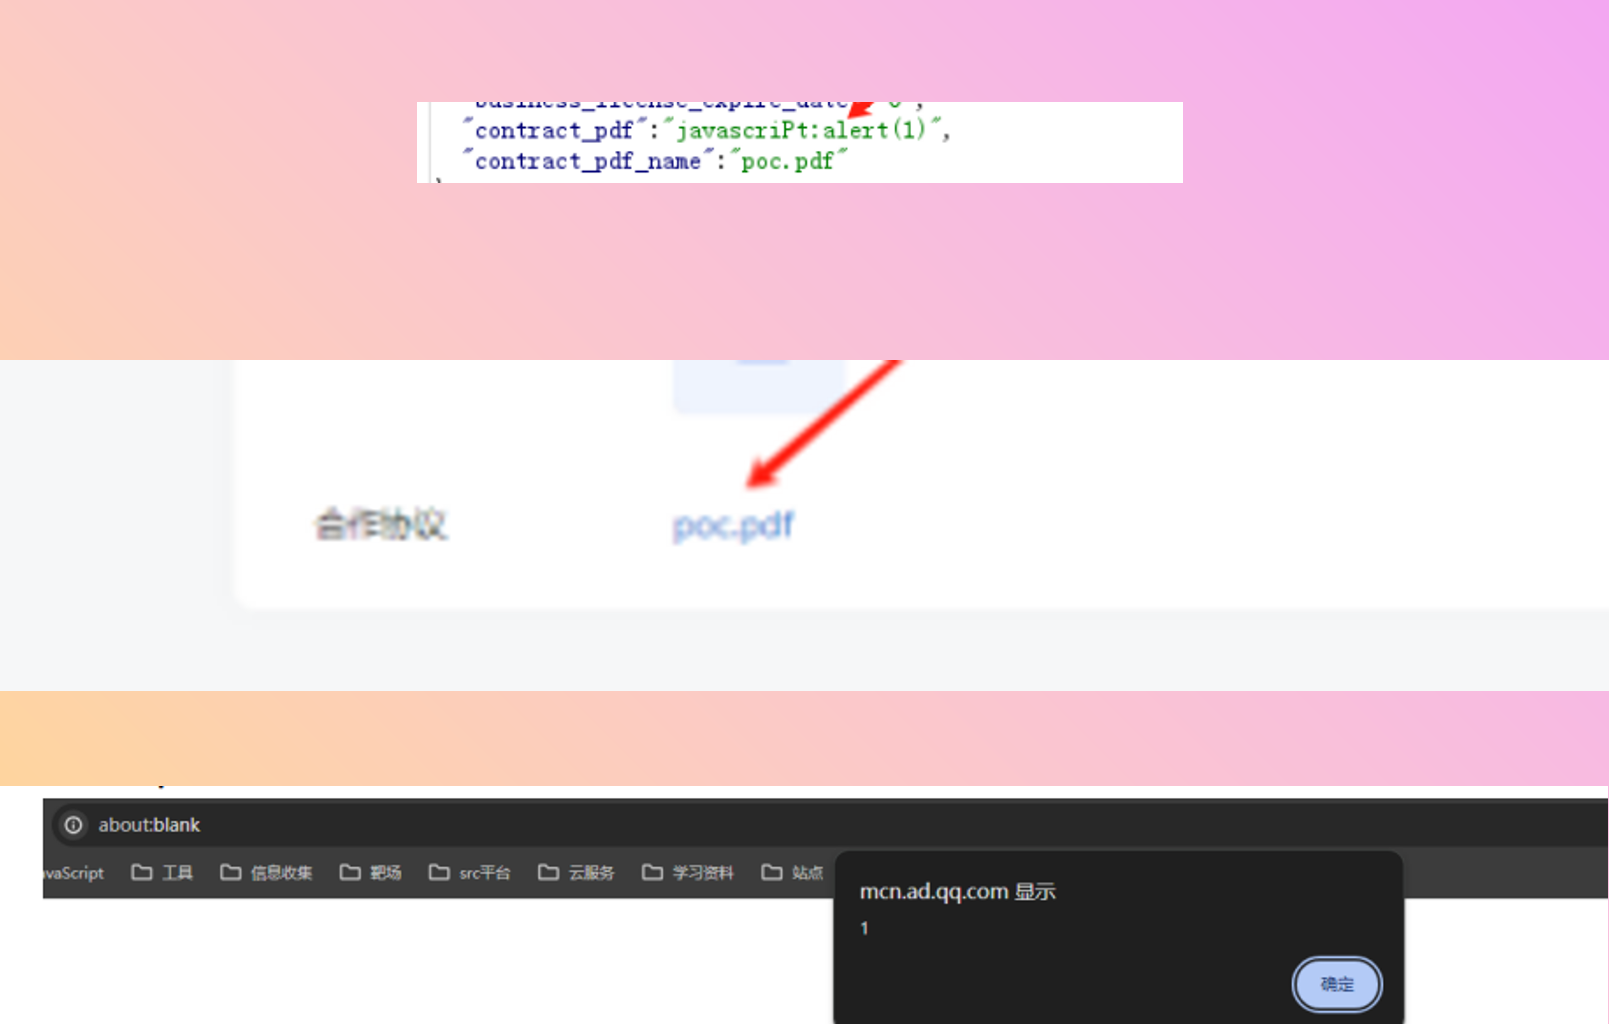 "business_license_expire_date":"0",
"contract_pdf":"javascriPt:alert(1)",
"contract_pdf_name":"poc.pdf"
合作协议 poc.pdf
about:blank
vaScript 工具 信息收集 靶场 src平台 云服务 学习资料 站点
mcn.ad.qq.com 显示
1
确定